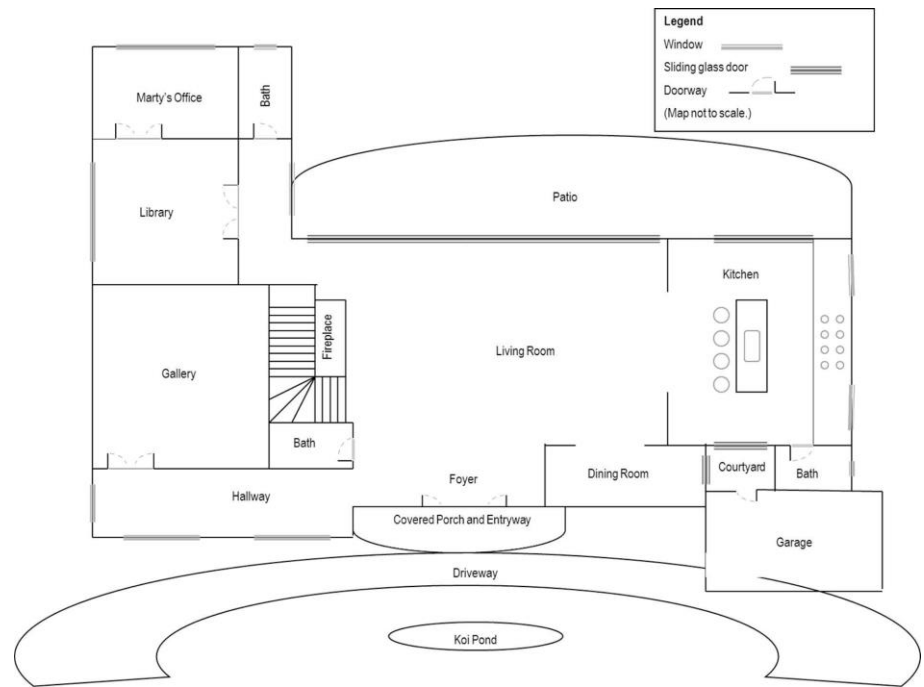 Legend
Window
Sliding glass door
Doorway
(Map not to scale.)
Marty's Office
Bath
Patio
Library
Kitchen
Fireplace
Living Room
Gallery
Bath
Foyer
Dining Room
Courtyard
Bath
Hallway
Covered Porch and Entryway
Garage
Driveway
Koi Pond